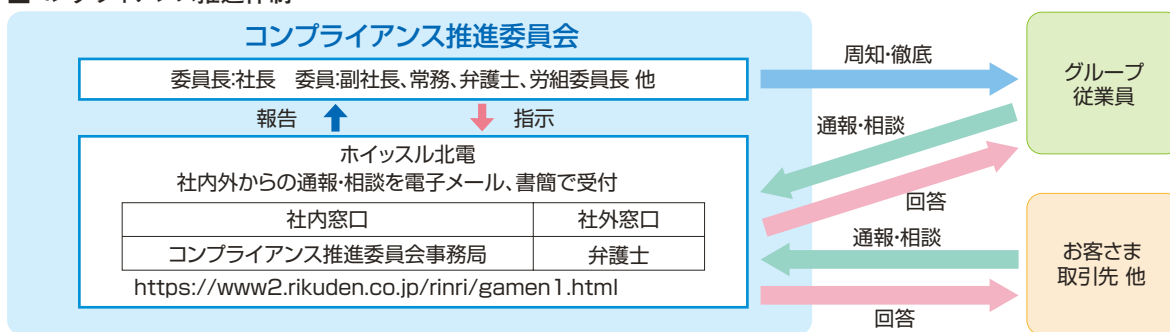 コンプライアンス推進委員会
委員長:社長　委員:副社長、常務、弁護士、労組委員長 他
報告
指示
ホイッスル北電
社内外からの通報・相談を電子メール、書簡で受付
社内窓口
社外窓口
コンプライアンス推進委員会事務局
弁護士
https://www2.rikuden.co.jp/rinri/gamen1.html
周知・徹底
通報・相談
回答
通報・相談
回答
グループ
従業員
お客さま
取引先 他